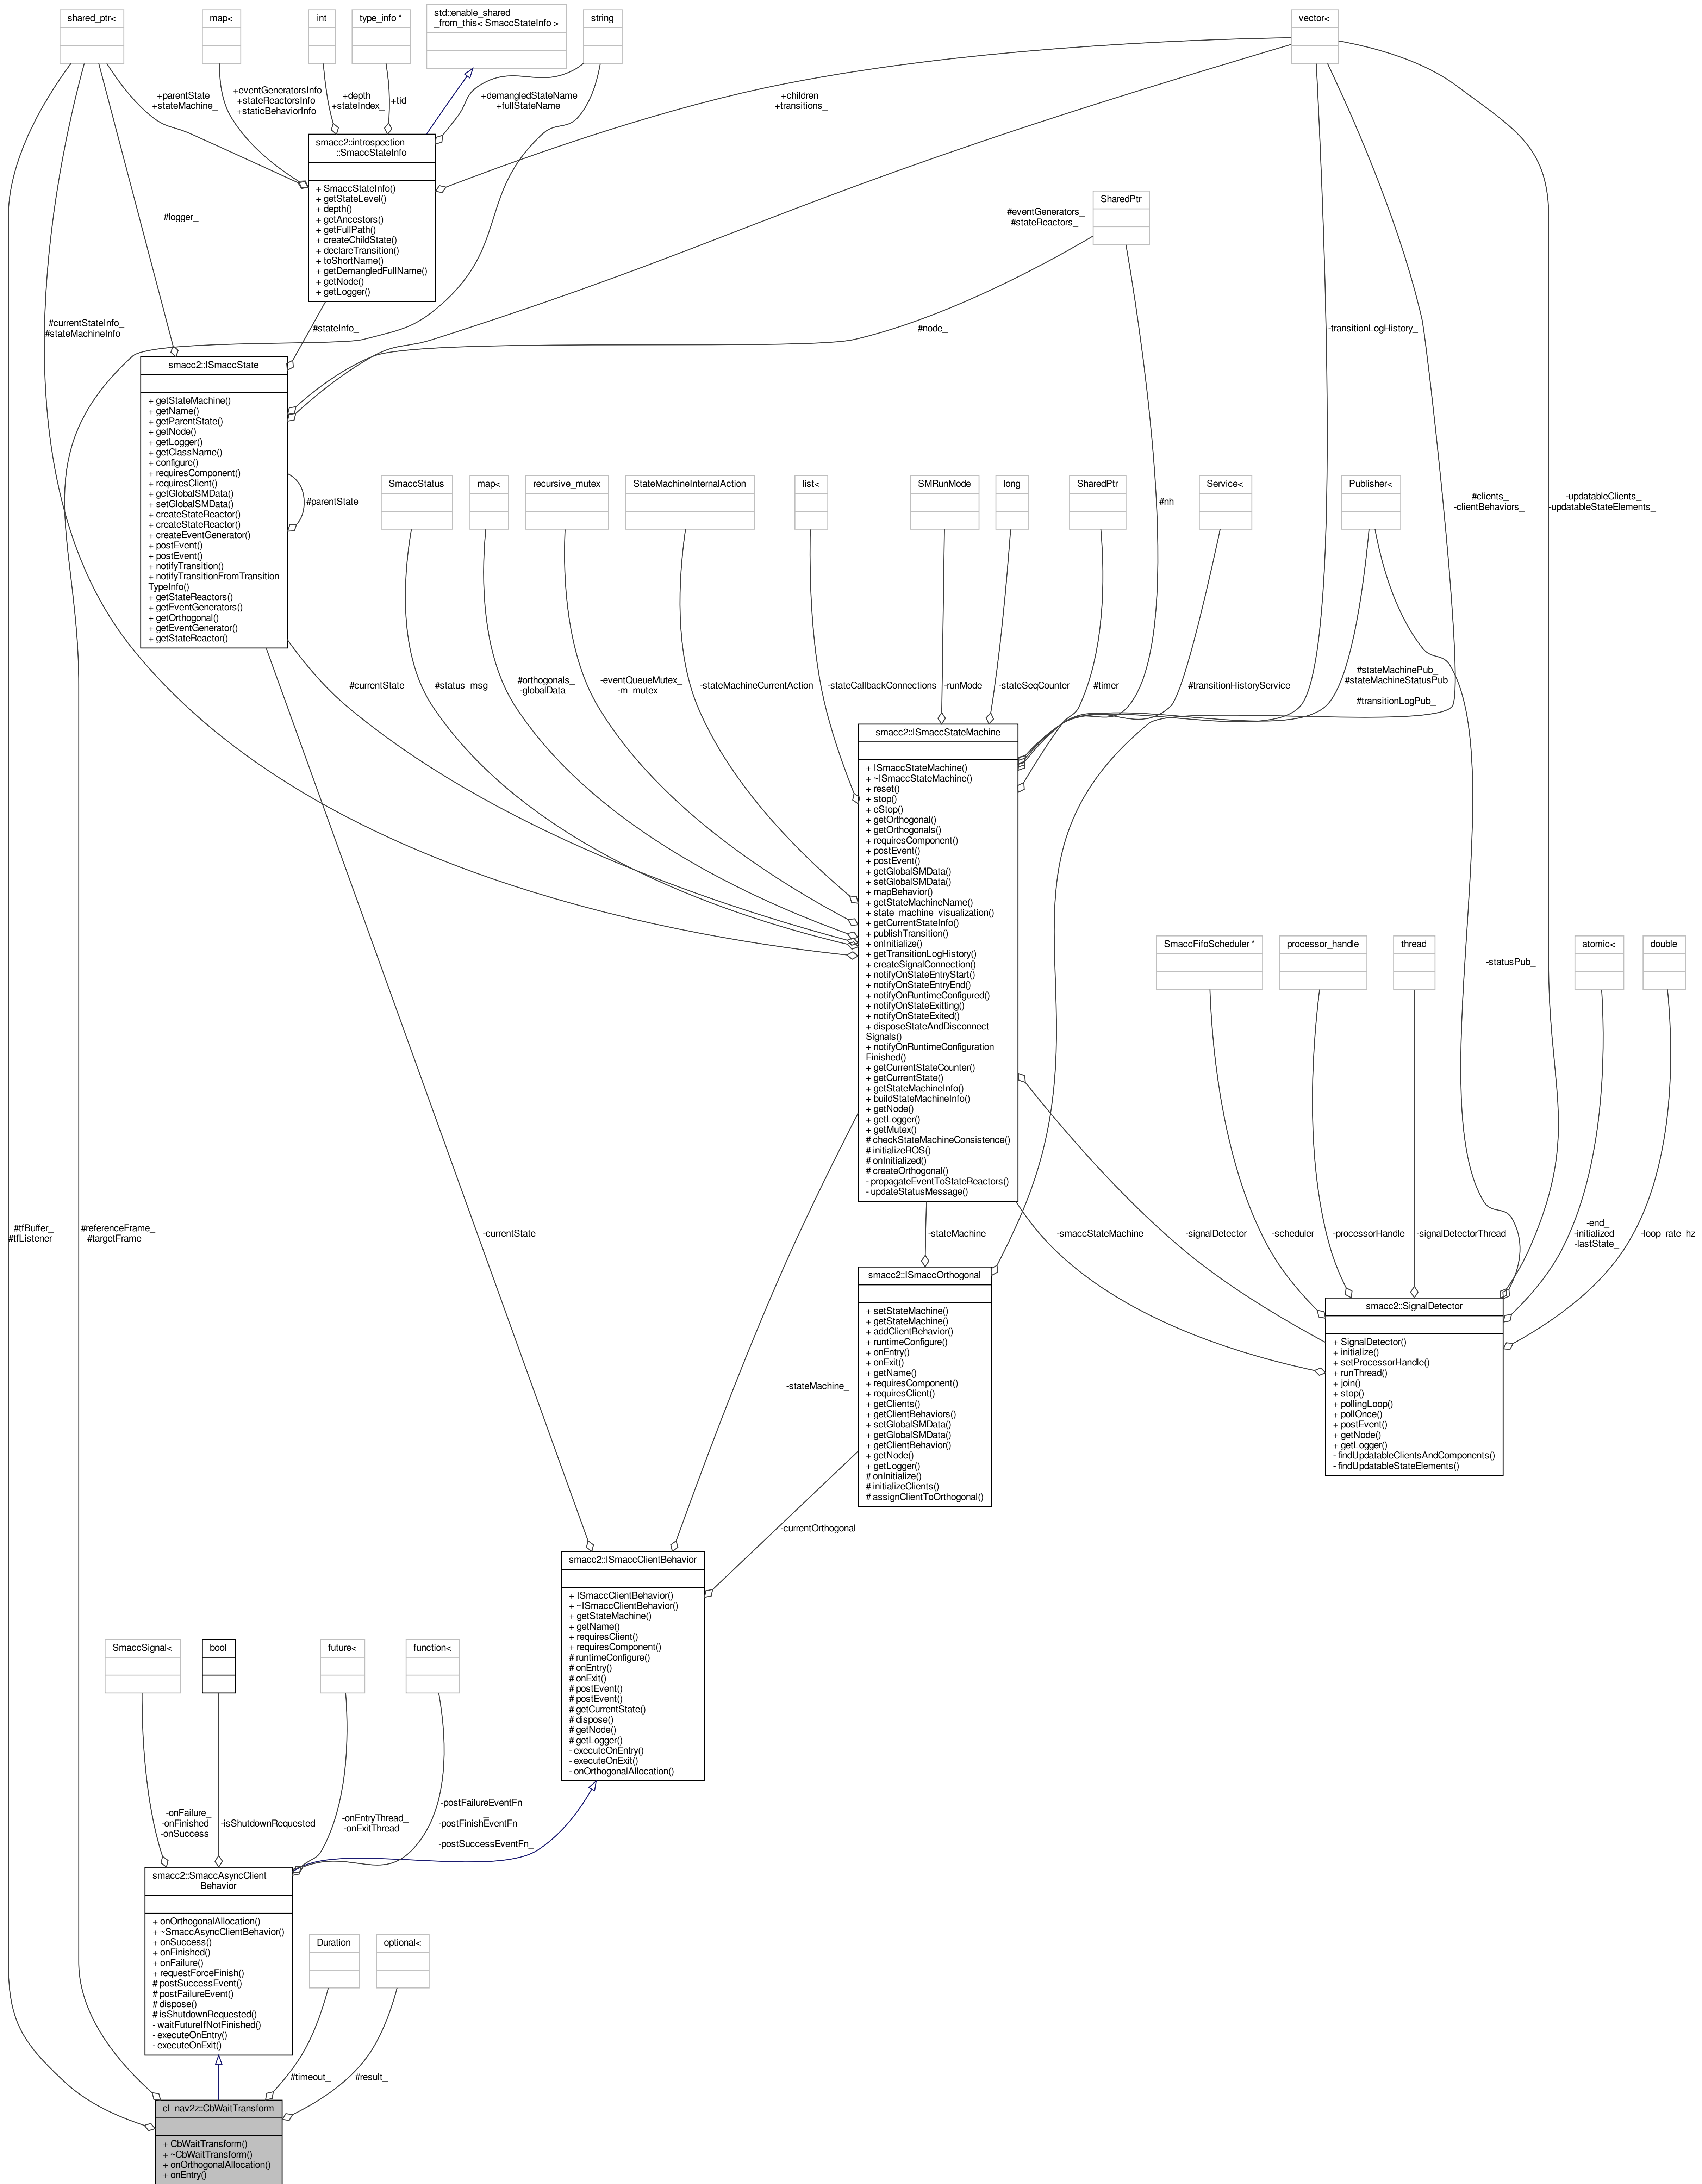 shared_ptr<
map<
int
type_info *
std::enable_shared
_from_this< SmaccStateInfo >
string
vector<
+parentState_
+stateMachine_
+eventGeneratorsInfo
+stateReactorsInfo
+staticBehaviorInfo
+depth_
+stateIndex_
+tid_
+demangledStateName
+fullStateName
+children_
+transitions_
smacc2::introspection
::SmaccStateInfo
+ SmaccStateInfo()
+ getStateLevel()
+ depth()
+ getAncestors()
+ getFullPath()
+ createChildState()
+ declareTransition()
+ toShortName()
+ getDemangledFullName()
+ getNode()
+ getLogger()
SharedPtr
#logger_
#eventGenerators_
#stateReactors_
#currentStateInfo_
#stateMachineInfo_
#stateInfo_
#node_
-transitionLogHistory_
smacc2::ISmaccState
+ getStateMachine()
+ getName()
+ getParentState()
+ getNode()
+ getLogger()
+ getClassName()
+ configure()
+ requiresComponent()
+ requiresClient()
+ getGlobalSMData()
+ setGlobalSMData()
+ createStateReactor()
+ createStateReactor()
+ createEventGenerator()
+ postEvent()
+ postEvent()
+ notifyTransition()
+ notifyTransitionFromTransition
TypeInfo()
+ getStateReactors()
+ getEventGenerators()
+ getOrthogonal()
+ getEventGenerator()
+ getStateReactor()
#parentState_
SmaccStatus
map<
recursive_mutex
StateMachineInternalAction
list<
SMRunMode
long
SharedPtr
#nh_
Service<
Publisher<
#clients_
-clientBehaviors_
-updatableClients_
-updatableStateElements_
#currentState_
#status_msg_
#orthogonals_
-globalData_
-eventQueueMutex_
-m_mutex_
-stateMachineCurrentAction
-stateCallbackConnections
-runMode_
-stateSeqCounter_
#timer_
#transitionHistoryService_
#stateMachinePub_
#stateMachineStatusPub
_
#transitionLogPub_
smacc2::ISmaccStateMachine
+ ISmaccStateMachine()
+ ~ISmaccStateMachine()
+ reset()
+ stop()
+ eStop()
+ getOrthogonal()
+ getOrthogonals()
+ requiresComponent()
+ postEvent()
+ postEvent()
+ getGlobalSMData()
+ setGlobalSMData()
+ mapBehavior()
+ getStateMachineName()
+ state_machine_visualization()
+ getCurrentStateInfo()
+ publishTransition()
+ onInitialize()
+ getTransitionLogHistory()
+ createSignalConnection()
+ notifyOnStateEntryStart()
+ notifyOnStateEntryEnd()
+ notifyOnRuntimeConfigured()
+ notifyOnStateExitting()
+ notifyOnStateExited()
+ disposeStateAndDisconnect
Signals()
+ notifyOnRuntimeConfiguration
Finished()
+ getCurrentStateCounter()
+ getCurrentState()
+ getStateMachineInfo()
+ buildStateMachineInfo()
+ getNode()
+ getLogger()
+ getMutex()
# checkStateMachineConsistence()
# initializeROS()
# onInitialized()
# createOrthogonal()
- propagateEventToStateReactors()
- updateStatusMessage()
SmaccFifoScheduler *
processor_handle
thread
-statusPub_
atomic<
double
#tfBuffer_
#tfListener_
#referenceFrame_
#targetFrame_
-currentState
-stateMachine_
-smaccStateMachine_
-signalDetector_
-scheduler_
-processorHandle_
-signalDetectorThread_
-end_
-initialized_
-lastState_
-loop_rate_hz
smacc2::ISmaccOrthogonal
+ setStateMachine()
+ getStateMachine()
+ addClientBehavior()
+ runtimeConfigure()
+ onEntry()
+ onExit()
+ getName()
+ requiresComponent()
+ requiresClient()
+ getClients()
+ getClientBehaviors()
+ setGlobalSMData()
+ getGlobalSMData()
+ getClientBehavior()
+ getNode()
+ getLogger()
# onInitialize()
# initializeClients()
# assignClientToOrthogonal()
smacc2::SignalDetector
+ SignalDetector()
+ initialize()
+ setProcessorHandle()
+ runThread()
+ join()
+ stop()
+ pollingLoop()
+ pollOnce()
+ postEvent()
+ getNode()
+ getLogger()
- findUpdatableClientsAndComponents()
- findUpdatableStateElements()
-stateMachine_
-currentOrthogonal
smacc2::ISmaccClientBehavior
+ ISmaccClientBehavior()
+ ~ISmaccClientBehavior()
+ getStateMachine()
+ getName()
+ requiresClient()
+ requiresComponent()
# runtimeConfigure()
# onEntry()
# onExit()
# postEvent()
# postEvent()
# getCurrentState()
# dispose()
# getNode()
# getLogger()
- executeOnEntry()
- executeOnExit()
- onOrthogonalAllocation()
SmaccSignal<
bool
future<
function<
-onFailure_
-onFinished_
-onSuccess_
-isShutdownRequested_
-onEntryThread_
-onExitThread_
-postFailureEventFn
_
-postFinishEventFn
_
-postSuccessEventFn_
smacc2::SmaccAsyncClient
Behavior
+ onOrthogonalAllocation()
+ ~SmaccAsyncClientBehavior()
+ onSuccess()
+ onFinished()
+ onFailure()
+ requestForceFinish()
# postSuccessEvent()
# postFailureEvent()
# dispose()
# isShutdownRequested()
- waitFutureIfNotFinished()
- executeOnEntry()
- executeOnExit()
Duration
optional<
#timeout_
#result_
cl_nav2z::CbWaitTransform
+ CbWaitTransform()
+ ~CbWaitTransform()
+ onOrthogonalAllocation()
+ onEntry()